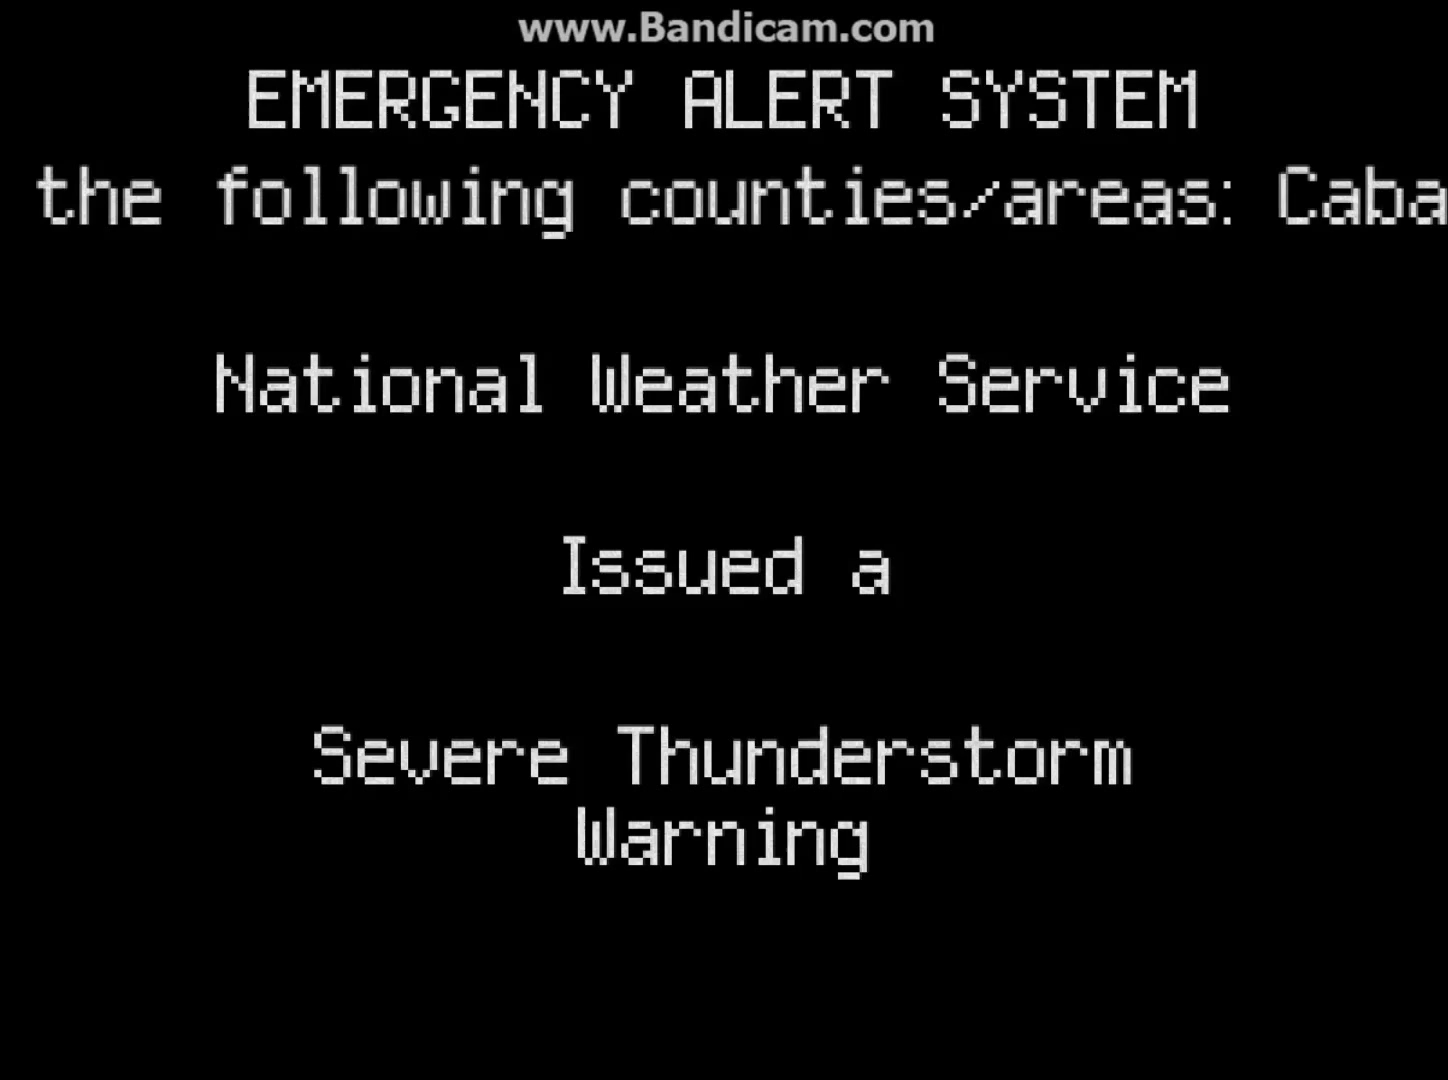 www.Bandicam.com
EMERGENCY ALERT SYSTEM
the following counties/areas: Caba
National Weather Service
Issued a
Severe Thunderstorm
Warning